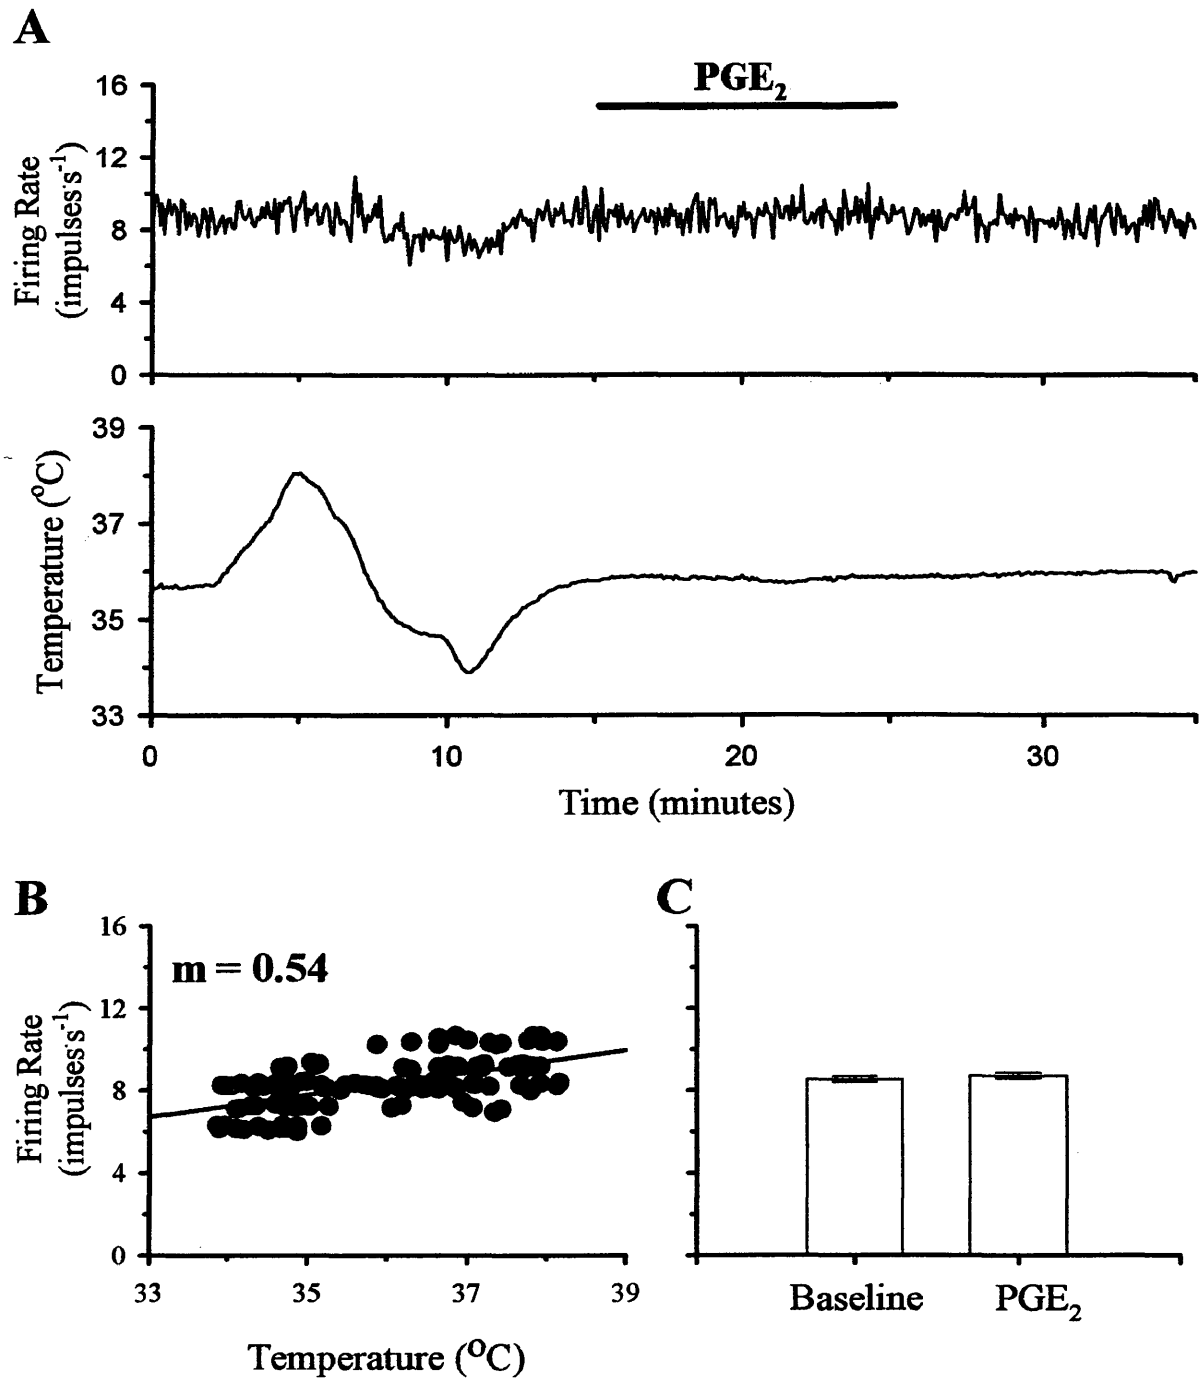 A
PGE₂
16
12
8
4
0
Firing Rate
(impulses·s⁻¹)
39
37
35
33
Temperature (°C)
0 10 20 30
Time (minutes)
B
C
16
12
8
4
0
m = 0.54
Firing Rate
(impulses·s⁻¹)
33 35 37 39
Temperature (°C)
Baseline PGE₂